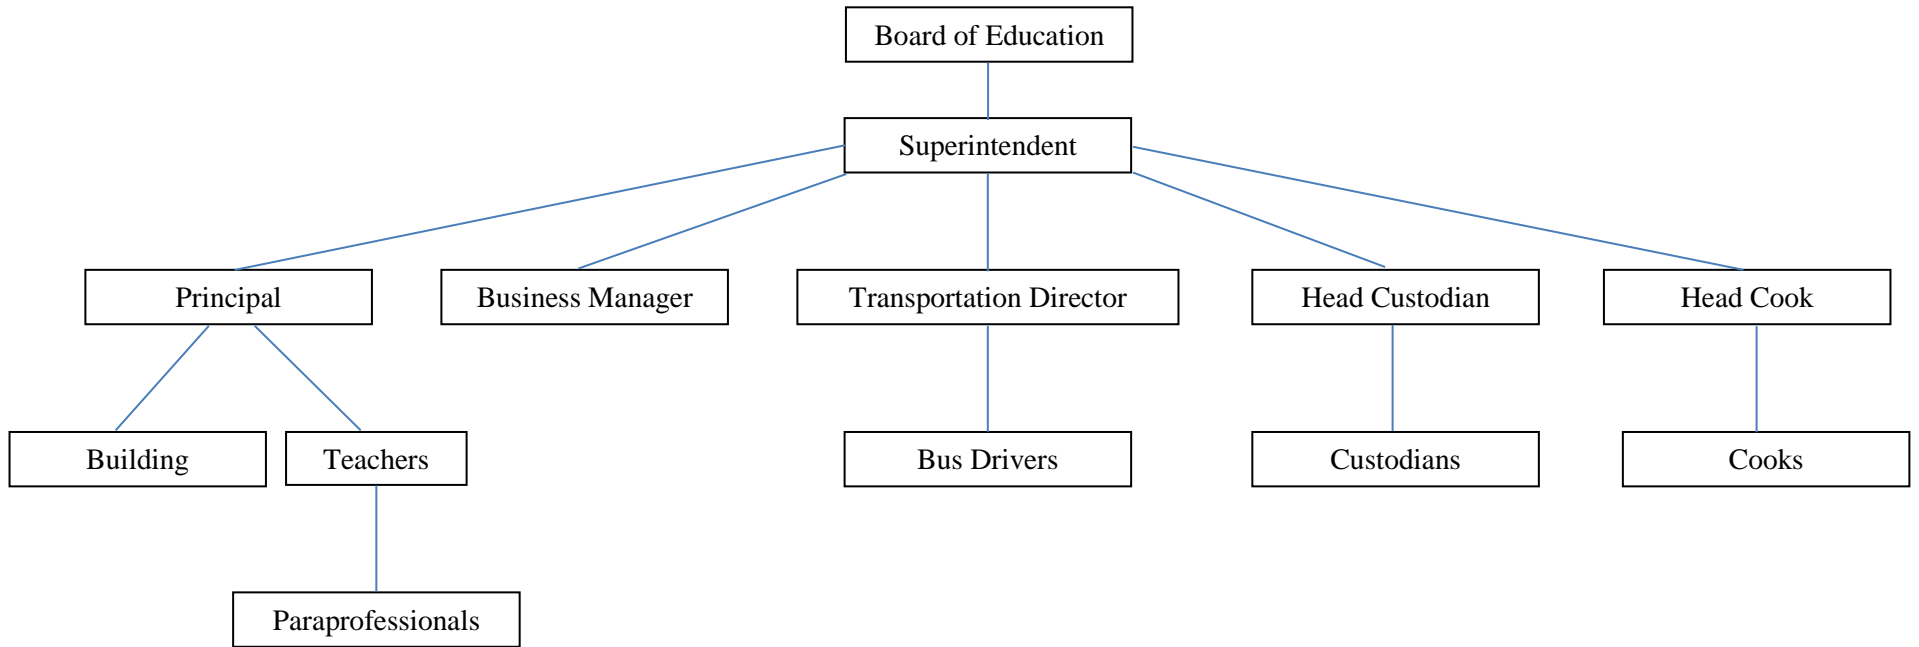 Board of Education
Superintendent
Principal
Business Manager
Transportation Director
Head Custodian
Head Cook
Building
Teachers
Bus Drivers
Custodians
Cooks
Paraprofessionals